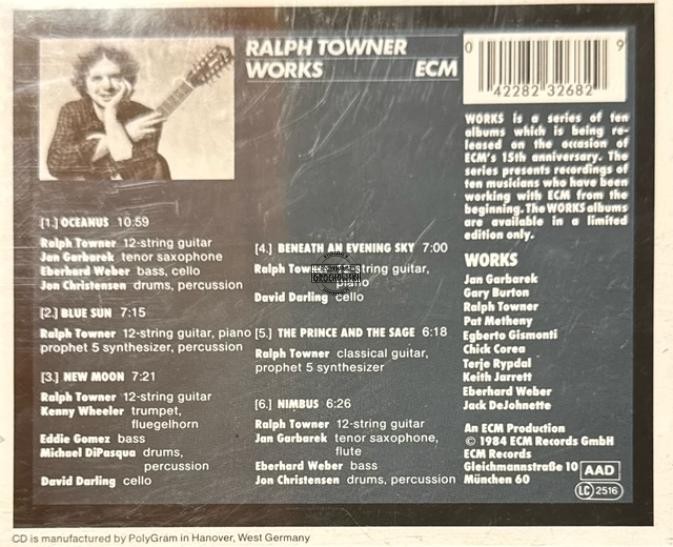 RALPH TOWNER
WORKS ECM
0 9
42282 32682
WORKS is a series of ten
albums which is being re-
leased on the occasion of
ECM's 15th anniversary. The
series presents recordings of
ten musicians who have been
working with ECM from the
beginning. The WORKS albums
are available in a limited
edition only.
[1.] OCEANUS 10.59
Ralph Towner 12-string guitar
Jan Garbarek tenor saxophone
Eberhard Weber bass, cello
Jon Christensen drums, percussion
[2.] BLUE SUN 7:15
Ralph Towner 12-string guitar, piano
prophet 5 synthesizer, percussion
[3.] NEW MOON 7:21
Ralph Towner 12-string guitar
Kenny Wheeler trumpet,
fluegelhorn
Eddie Gomez bass
Michael DiPasqua drums,
percussion
David Darling cello
[4.] BENEATH AN EVENING SKY 7:00
Ralph Towner 12-string guitar,
piano
David Darling cello
[5.] THE PRINCE AND THE SAGE 6:18
Ralph Towner classical guitar,
prophet 5 synthesizer
[6.] NIMBUS 6:26
Ralph Towner 12-string guitar
Jan Garbarek tenor saxophone,
flute
Eberhard Weber bass
Jon Christensen drums, percussion
WORKS
Jan Garbarek
Gary Burton
Ralph Towner
Pat Metheny
Egberto Gismonti
Chick Corea
Terje Rypdal
Keith Jarrett
Eberhard Weber
Jack DeJohnette
An ECM Production
© 1984 ECM Records GmbH
ECM Records
Gleichmannstraße 10
München 60
AAD
LC 2516
CD is manufactured by PolyGram in Hanover, West Germany